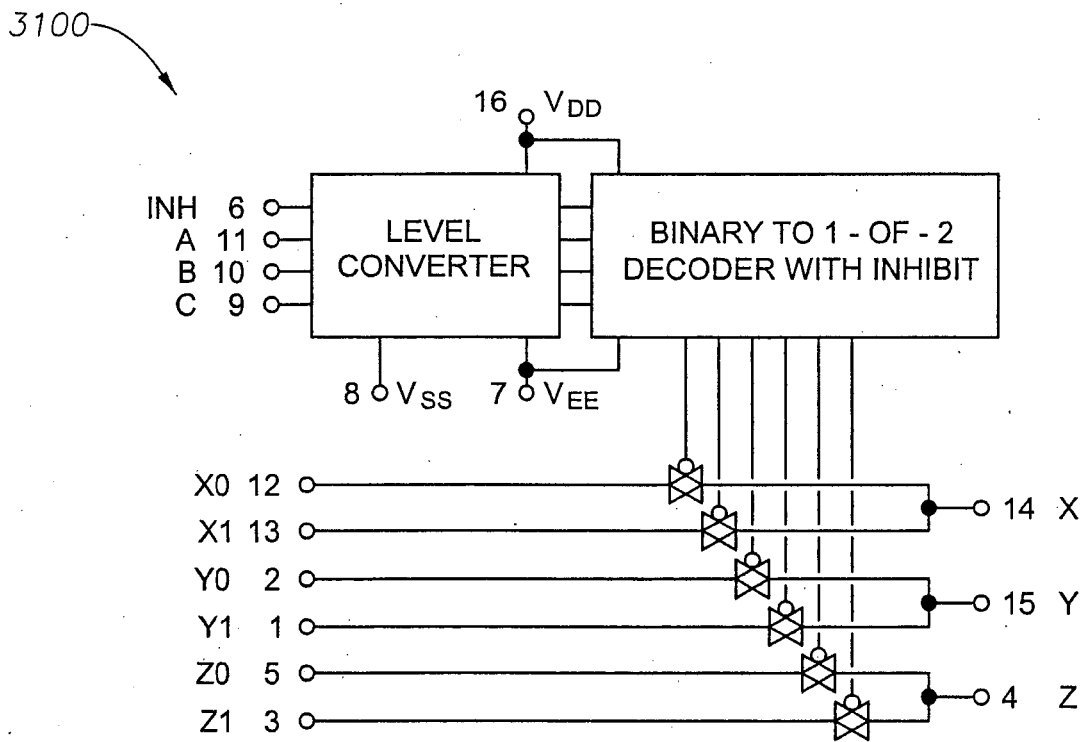 3100
16 VDD
INH 6
A 11
B 10
C 9
LEVEL
CONVERTER
BINARY TO 1 - OF - 2
DECODER WITH INHIBIT
8 VSS
7 VEE
X0 12
X1 13
14 X
Y0 2
Y1 1
15 Y
Z0 5
Z1 3
4 Z